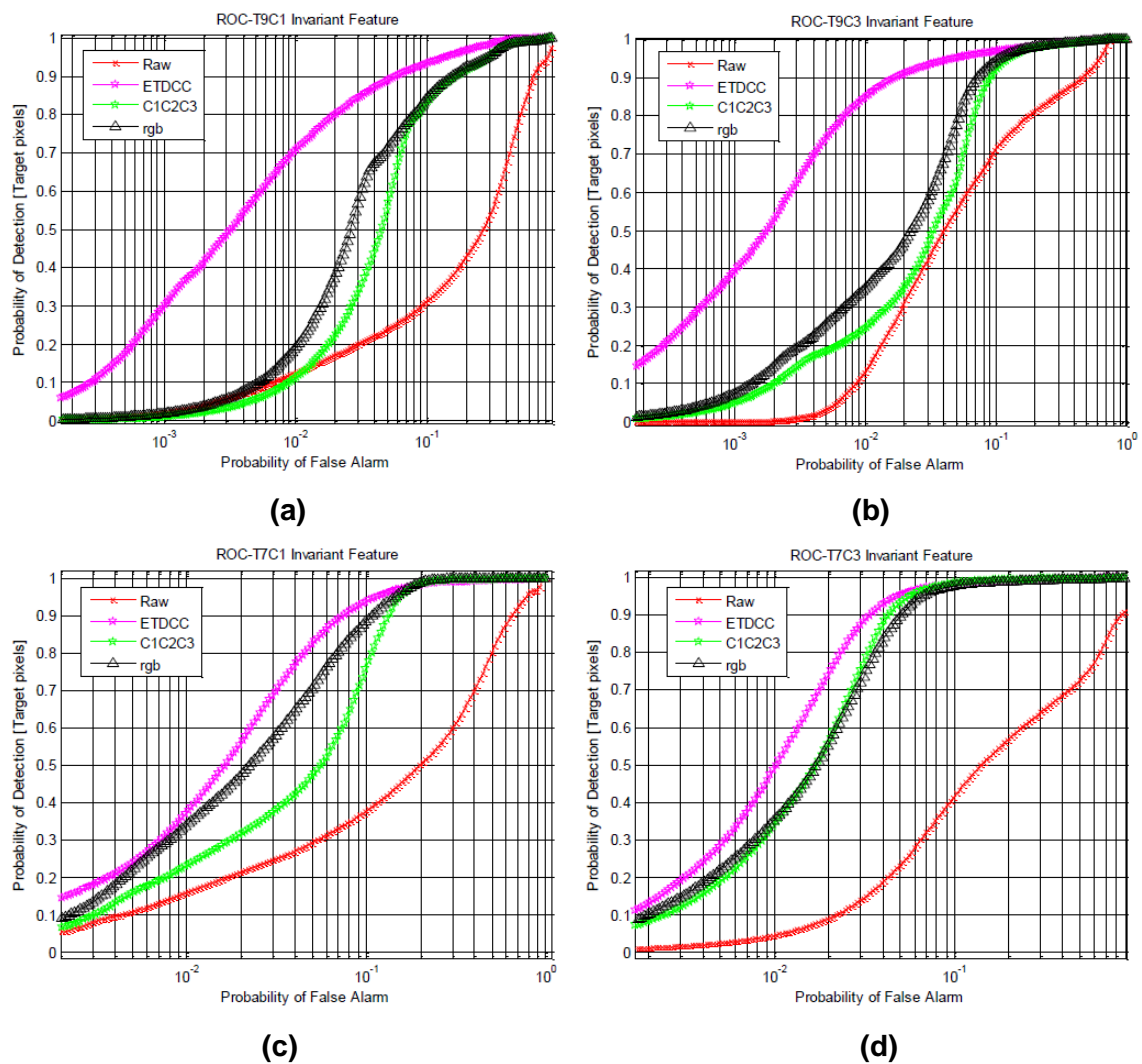 ROC-T9C1 Invariant Feature
Probability of Detection [Target pixels]
1
0.9
0.8
0.7
0.6
0.5
0.4
0.3
0.2
0.1
0
Raw
ETDCC
C1C2C3
rgb
10^-3
10^-2
10^-1
Probability of False Alarm
(a)
ROC-T9C3 Invariant Feature
Probability of Detection [Target pixels]
1
0.9
0.8
0.7
0.6
0.5
0.4
0.3
0.2
0.1
0
Raw
ETDCC
C1C2C3
rgb
10^-3
10^-2
10^-1
10^0
Probability of False Alarm
(b)
ROC-T7C1 Invariant Feature
Probability of Detection [Target pixels]
1
0.9
0.8
0.7
0.6
0.5
0.4
0.3
0.2
0.1
0
Raw
ETDCC
C1C2C3
rgb
10^-2
10^-1
10^0
Probability of False Alarm
(c)
ROC-T7C3 Invariant Feature
Probability of Detection [Target pixels]
1
0.9
0.8
0.7
0.6
0.5
0.4
0.3
0.2
0.1
0
Raw
ETDCC
C1C2C3
rgb
10^-2
10^-1
Probability of False Alarm
(d)